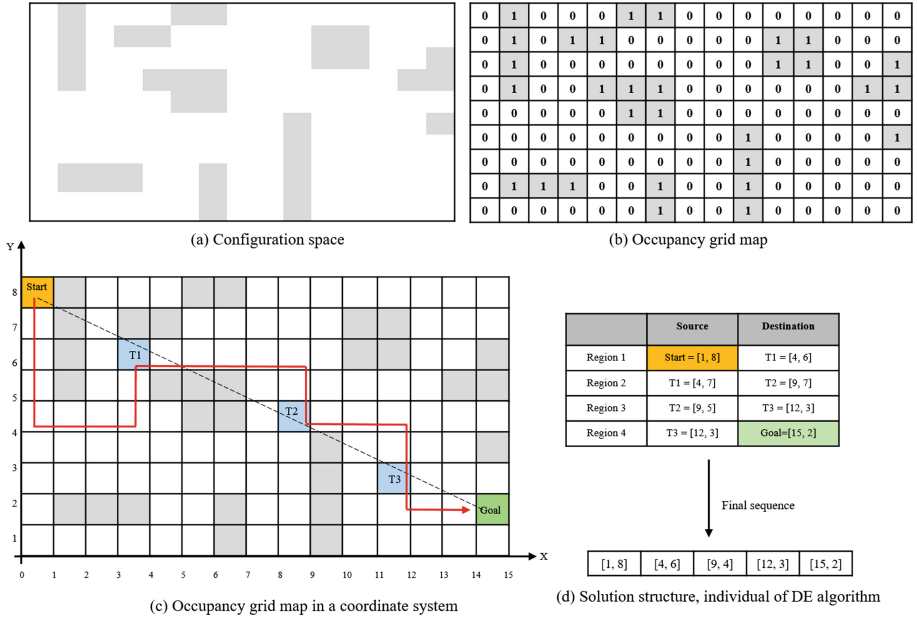 0 1 0 0 0 1 1 0 0 0 0 0 0 0 0
0 1 0 1 1 0 0 0 0 0 1 1 0 0 0
0 1 0 0 0 0 0 0 0 0 1 1 0 0 1
0 1 0 0 1 1 1 0 0 0 0 0 0 1 1
0 0 0 0 0 1 1 0 0 0 0 0 0 0 0
0 0 0 0 0 0 0 0 0 1 0 0 0 0 1
0 0 0 0 0 0 0 0 0 1 0 0 0 0 0
0 1 1 1 0 0 1 0 0 1 0 0 0 0 0
0 0 0 0 0 0 1 0 0 1 0 0 0 0 0
(a) Configuration space
(b) Occupancy grid map
Y
8 Start
7
6 T1
5
4 T2
3 T3
2 Goal
1
0 1 2 3 4 5 6 7 8 9 10 11 12 13 14 15
X
(c) Occupancy grid map in a coordinate system
Source Destination
Region 1 Start = [1, 8] T1 = [4, 6]
Region 2 T1 = [4, 7] T2 = [9, 7]
Region 3 T2 = [9, 5] T3 = [12, 3]
Region 4 T3 = [12, 3] Goal=[15, 2]
Final sequence
[1, 8] [4, 6] [9, 4] [12, 3] [15, 2]
(d) Solution structure, individual of DE algorithm